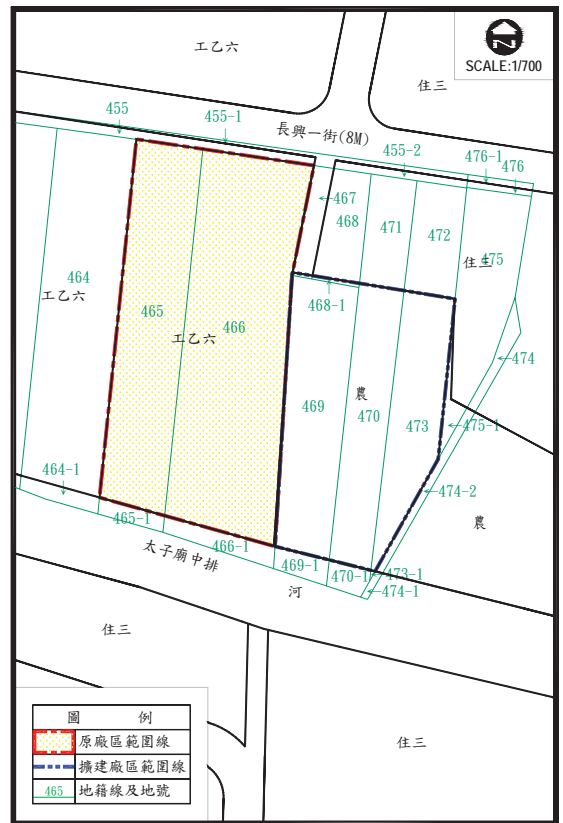 工乙六
N
SCALE:1/700
住三
455
455-1
長興一街(8M)
455-2
476-1
476
467
468
471
472
住三
475
464
工乙六
465
工乙六
466
468-1
474
469
農
470
473
475-1
474-2
農
464-1
465-1
466-1
太子廟中排
469-1
470-1
473-1
474-1
河
住三
住三
圖例
原廠區範圍線
擴建廠區範圍線
465
地籍線及地號